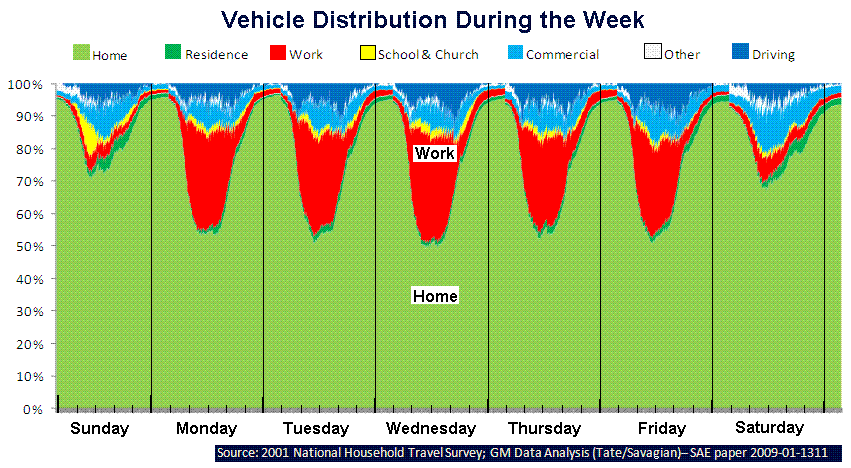 Vehicle Distribution During the Week
Home Residence Work School & Church Commercial Other Driving
100%
90%
80%
70%
60%
50%
40%
30%
20%
10%
0%
Work
Home
Sunday Monday Tuesday Wednesday Thursday Friday Saturday
Source: 2001 National Household Travel Survey; GM Data Analysis (Tate/Savagian)– SAE paper 2009-01-1311